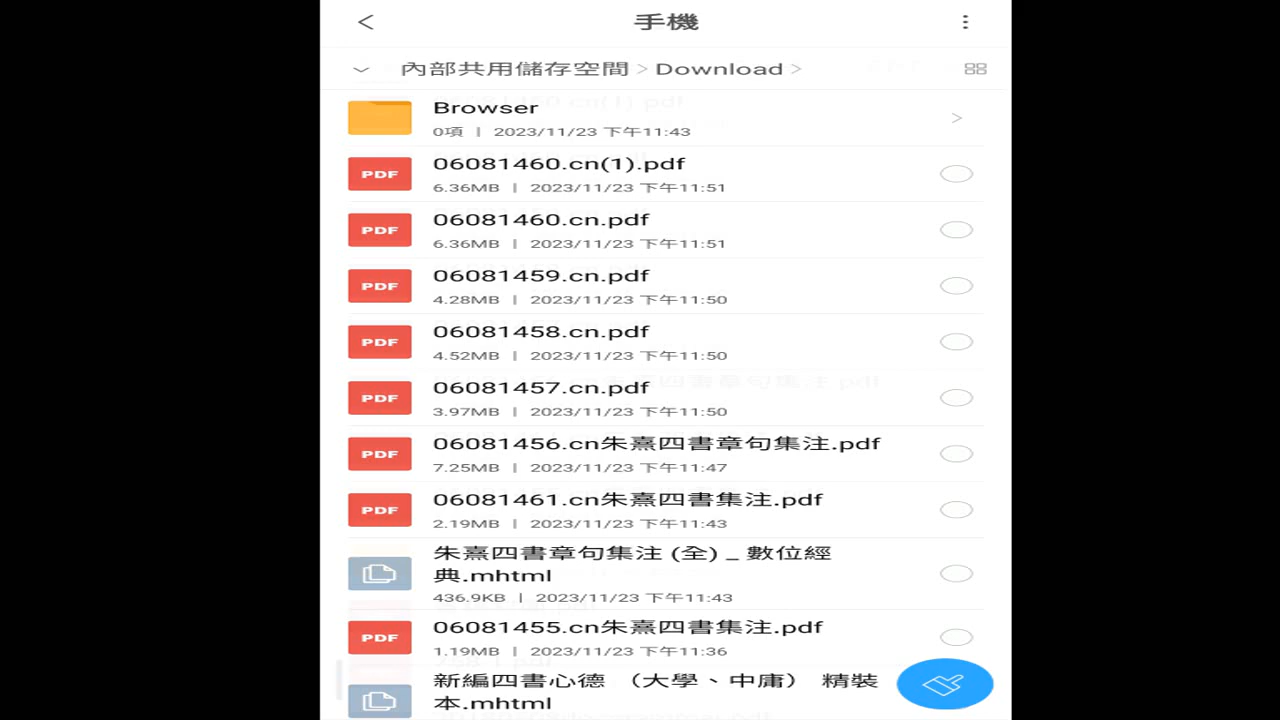 手機
內部共用儲存空間 > Download >
Browser
0項 | 2023/11/23 下午11:43
PDF
06081460.cn(1).pdf
6.36MB | 2023/11/23 下午11:51
PDF
06081460.cn.pdf
6.36MB | 2023/11/23 下午11:51
PDF
06081459.cn.pdf
4.28MB | 2023/11/23 下午11:50
PDF
06081458.cn.pdf
4.52MB | 2023/11/23 下午11:50
PDF
06081457.cn.pdf
3.97MB | 2023/11/23 下午11:50
PDF
06081456.cn朱熹四書章句集注.pdf
7.25MB | 2023/11/23 下午11:47
PDF
06081461.cn朱熹四書集注.pdf
2.19MB | 2023/11/23 下午11:43
朱熹四書章句集注 (全) _ 數位經
典.mhtml
436.9KB | 2023/11/23 下午11:43
PDF
06081455.cn朱熹四書集注.pdf
1.19MB | 2023/11/23 下午11:36
新編四書心德 （大學、中庸） 精裝
本.mhtml